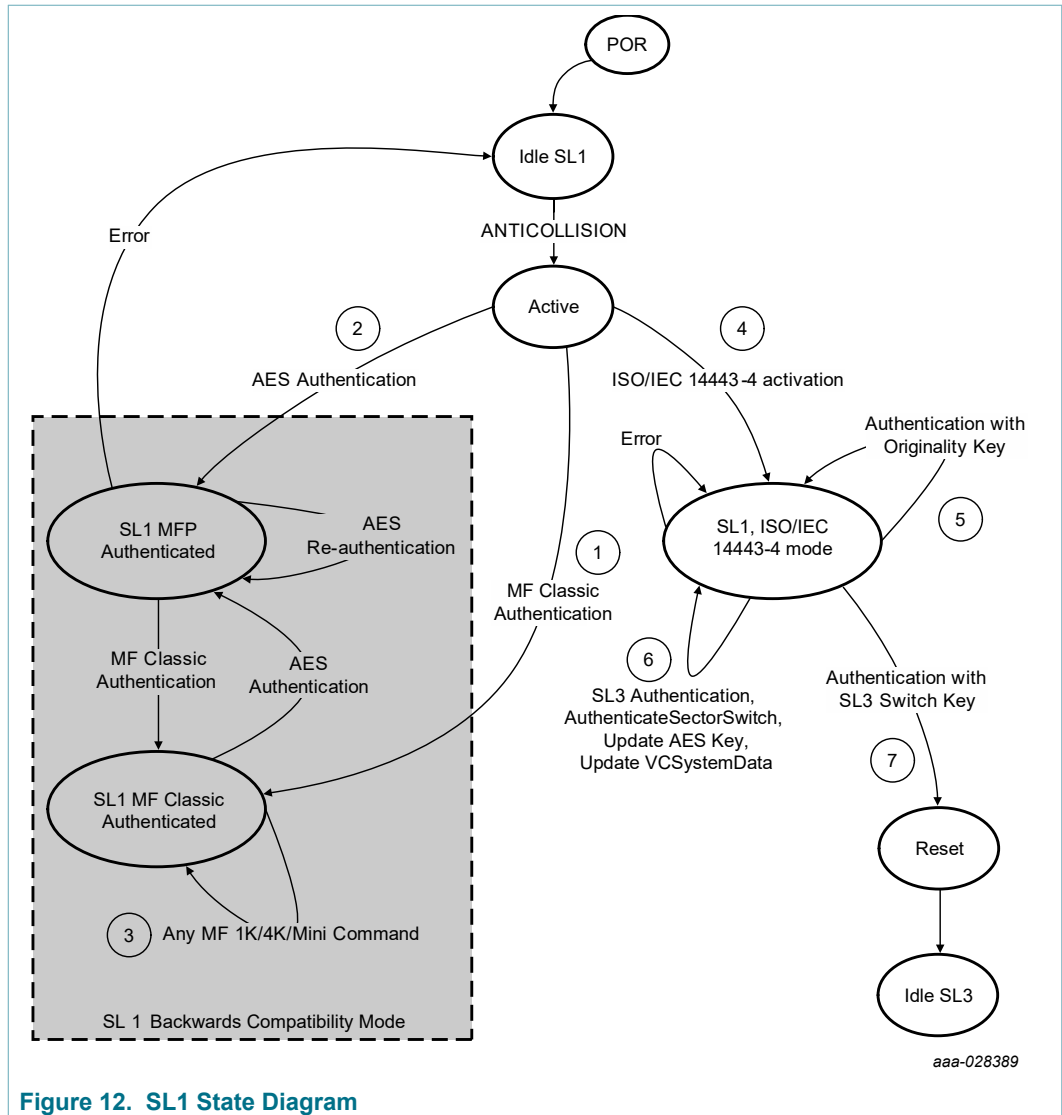 POR
Idle SL1
ANTICOLLISION
Error
Active
2
4
AES Authentication
ISO/IEC 14443-4 activation
Authentication with
Originality Key
Error
SL1 MFP
Authenticated
AES
Re-authentication
SL1, ISO/IEC
14443-4 mode
5
1
MF Classic
Authentication
MF Classic
Authentication
AES
Authentication
6
SL3 Authentication,
AuthenticateSectorSwitch,
Update AES Key,
Update VCSystemData
Authentication with
SL3 Switch Key
7
SL1 MF Classic
Authenticated
Reset
3
Any MF 1K/4K/Mini Command
Idle SL3
SL 1 Backwards Compatibility Mode
aaa-028389
Figure 12. SL1 State Diagram